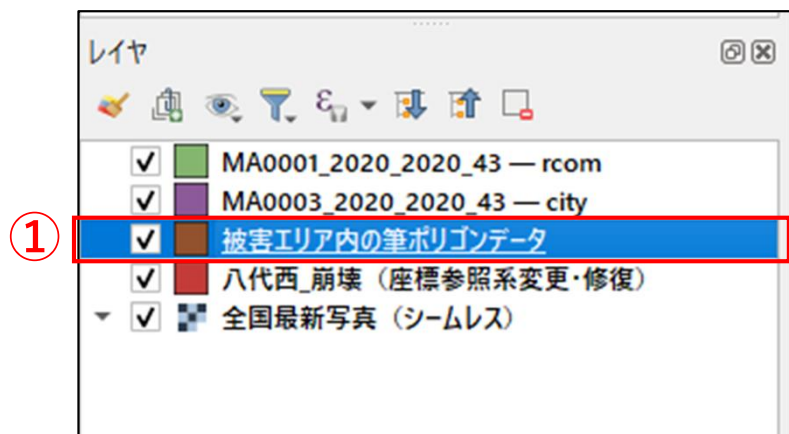 レイヤ
MA0001_2020_2020_43 — rcom
MA0003_2020_2020_43 — city
① 被害エリア内の筆ポリゴンデータ
八代西_崩壊（座標参照系変更・修復）
全国最新写真（シームレス）